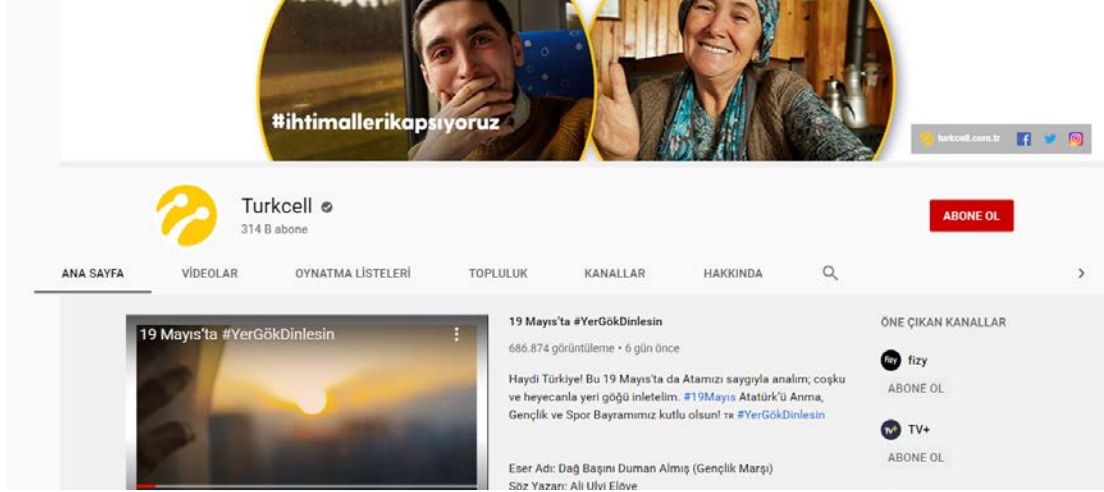 #ihtimallerikapsıyoruz
turkcell.com.tr
Turkcell
314 B abone
ABONE OL
ANA SAYFA VİDEOLAR OYNATMA LİSTELERİ TOPLULUK KANALLAR HAKKINDA
19 Mayıs'ta #YerGökDinlesin
19 Mayıs'ta #YerGökDinlesin
686.874 görüntüleme • 6 gün önce
Haydi Türkiye! Bu 19 Mayıs'ta da Atamızı saygıyla analım; coşku
ve heyecanla yeri göğü inletelim. #19Mayıs Atatürk'ü Anma,
Gençlik ve Spor Bayramımız kutlu olsun! TR #YerGökDinlesin
Eser Adı: Dağ Başını Duman Almış (Gençlik Marşı)
Söz Yazarı: Ali Ulvi Elöve
ÖNE ÇIKAN KANALLAR
fizy
fizy
ABONE OL
TV+
TV+
ABONE OL